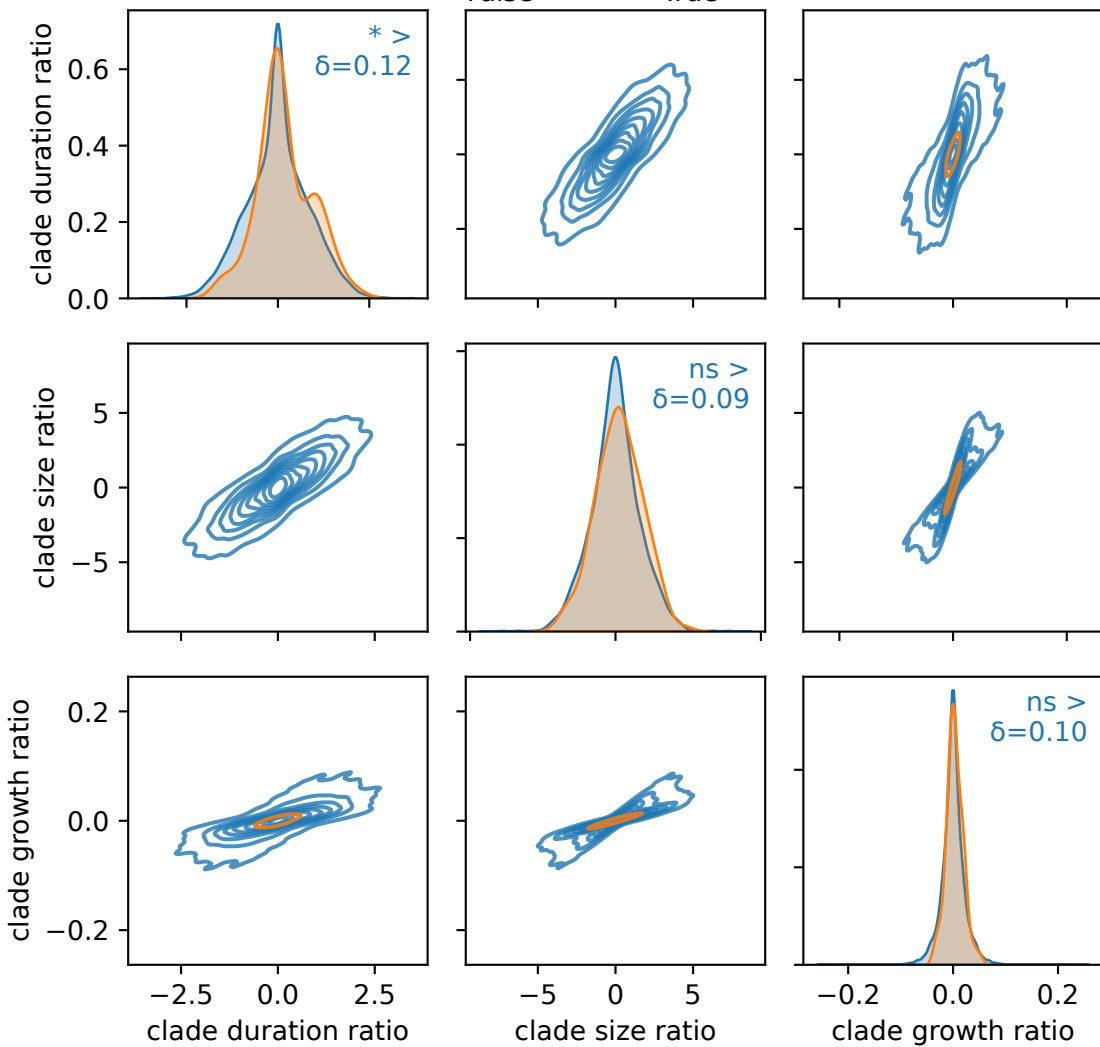 clade duration ratio
0.6
0.4
0.2
0.0
* >
δ=0.12
clade size ratio
5
0
−5
ns >
δ=0.09
clade growth ratio
0.2
0.0
−0.2
ns >
δ=0.10
−2.5 0.0 2.5
−5 0 5
−0.2 0.0 0.2
clade duration ratio
clade size ratio
clade growth ratio